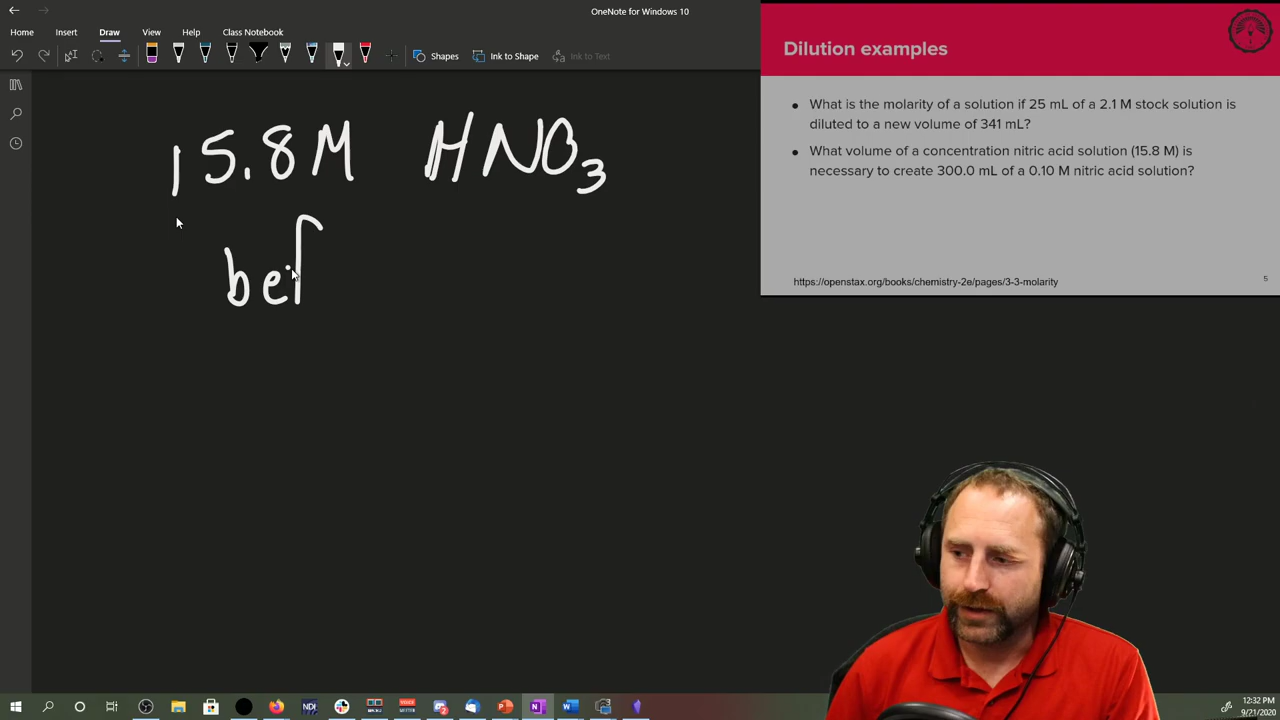 OneNote for Windows 10
Home Insert Draw View Help Class Notebook
Shapes Ink to Shape Ink to Text
15.8 M HNO3
bef
Dilution examples
• What is the molarity of a solution if 25 mL of a 2.1 M stock solution is
diluted to a new volume of 341 mL?
• What volume of a concentration nitric acid solution (15.8 M) is
necessary to create 300.0 mL of a 0.10 M nitric acid solution?
https://openstax.org/books/chemistry-2e/pages/3-3-molarity
5
12:32 PM
9/21/2020